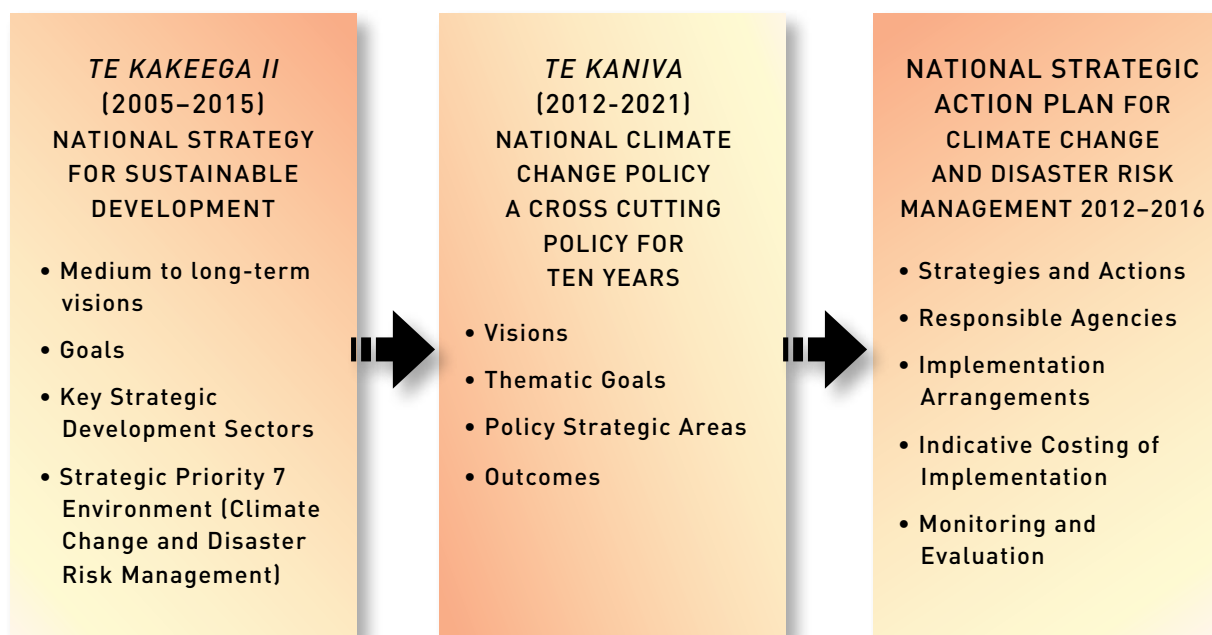 TE KAKEEGA II
(2005–2015)
NATIONAL STRATEGY
FOR SUSTAINABLE
DEVELOPMENT
• Medium to long-term
visions
• Goals
• Key Strategic
Development Sectors
• Strategic Priority 7
Environment (Climate
Change and Disaster
Risk Management)
TE KANIVA
(2012-2021)
NATIONAL CLIMATE
CHANGE POLICY
A CROSS CUTTING
POLICY FOR
TEN YEARS
• Visions
• Thematic Goals
• Policy Strategic Areas
• Outcomes
NATIONAL STRATEGIC
ACTION PLAN FOR
CLIMATE CHANGE
AND DISASTER RISK
MANAGEMENT 2012–2016
• Strategies and Actions
• Responsible Agencies
• Implementation
Arrangements
• Indicative Costing of
Implementation
• Monitoring and
Evaluation